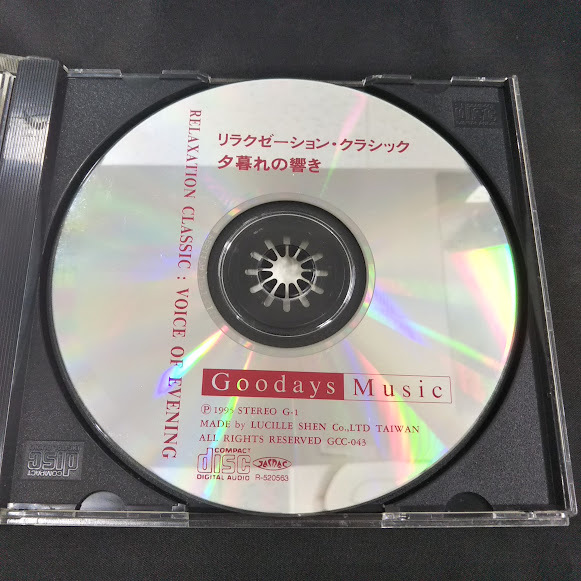 リラクゼーション・クラシック
夕暮れの響き
RELAXATION CLASSIC : VOICE OF EVENING
Goodays Music
Ⓟ 1995 STEREO G-1
MADE by LUCILLE SHEN Co.,LTD TAIWAN
ALL RIGHTS RESERVED GCC-043
COMPACT
disc
DIGITAL AUDIO
JASRAC
R-520563
COMPACT
disc